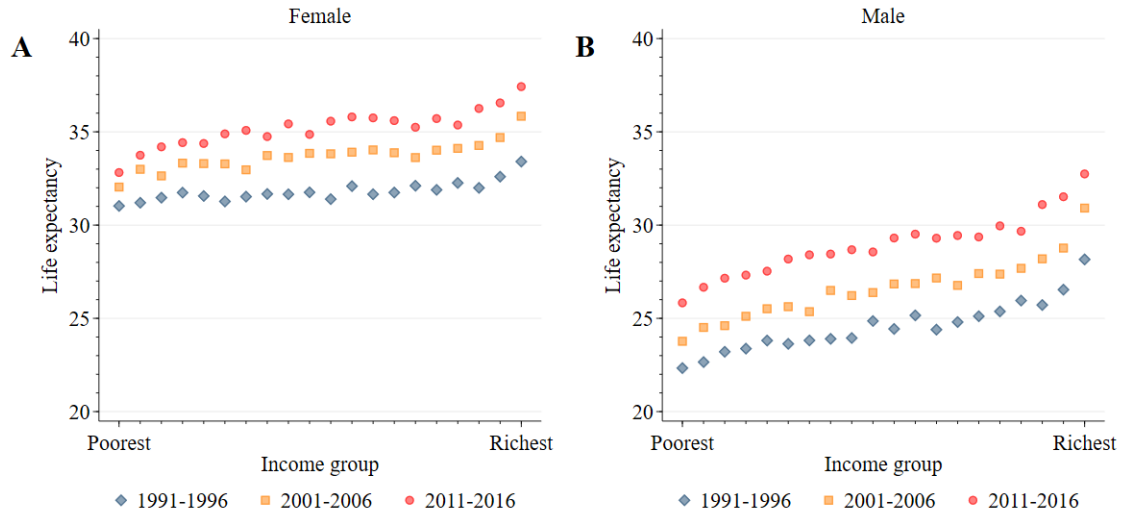 Female
A
40
35
30
25
20
Life expectancy
Poorest
Richest
Income group
1991-1996
2001-2006
2011-2016
Male
B
40
35
30
25
20
Life expectancy
Poorest
Richest
Income group
1991-1996
2001-2006
2011-2016